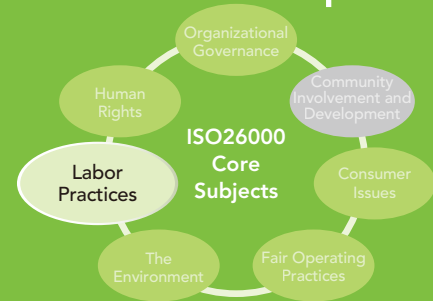 Organizational
Governance
Community
Involvement and
Development
Human
Rights
ISO26000
Core
Subjects
Labor
Practices
Consumer
Issues
The
Environment
Fair Operating
Practices